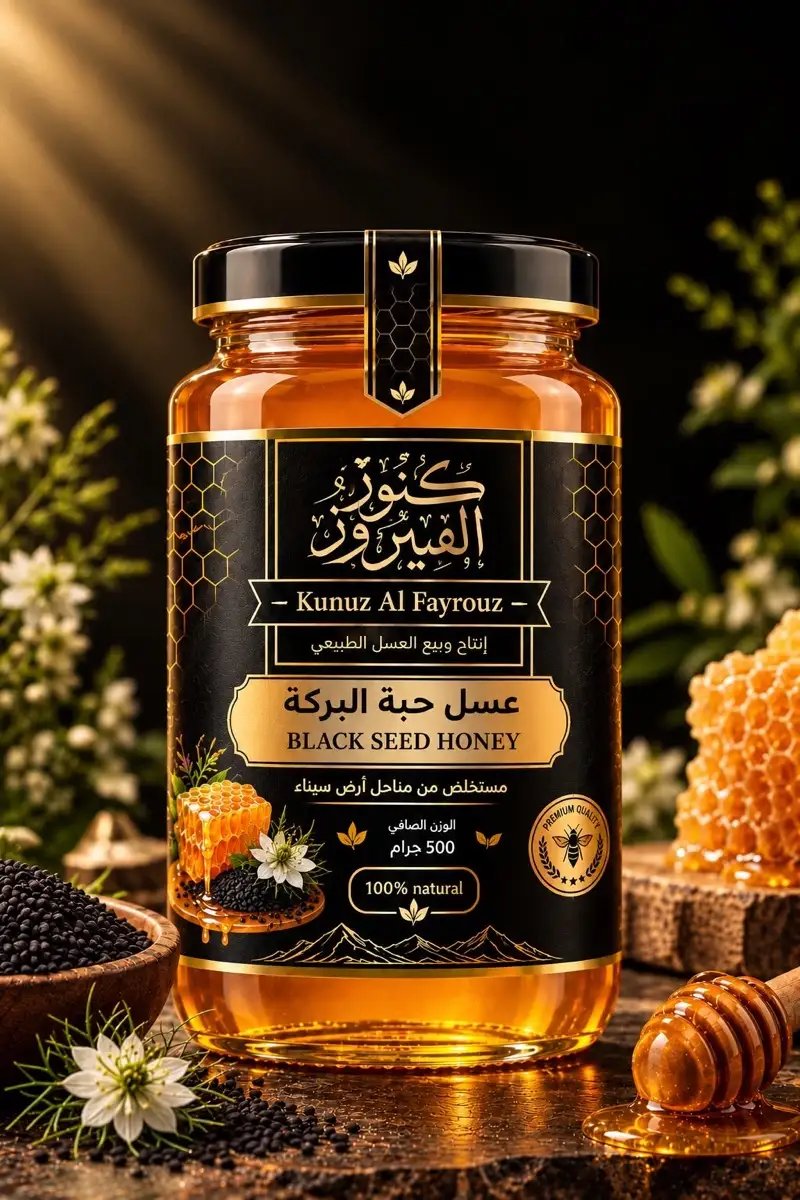 كنوز
الفيروز
Kunuz Al Fayrouz
إنتاج وبيع العسل الطبيعي
عسل حبة البركة
BLACK SEED HONEY
مستخلص من مناحل أرض سيناء
الوزن الصافي
500 جرام
100% natural
PREMIUM QUALITY